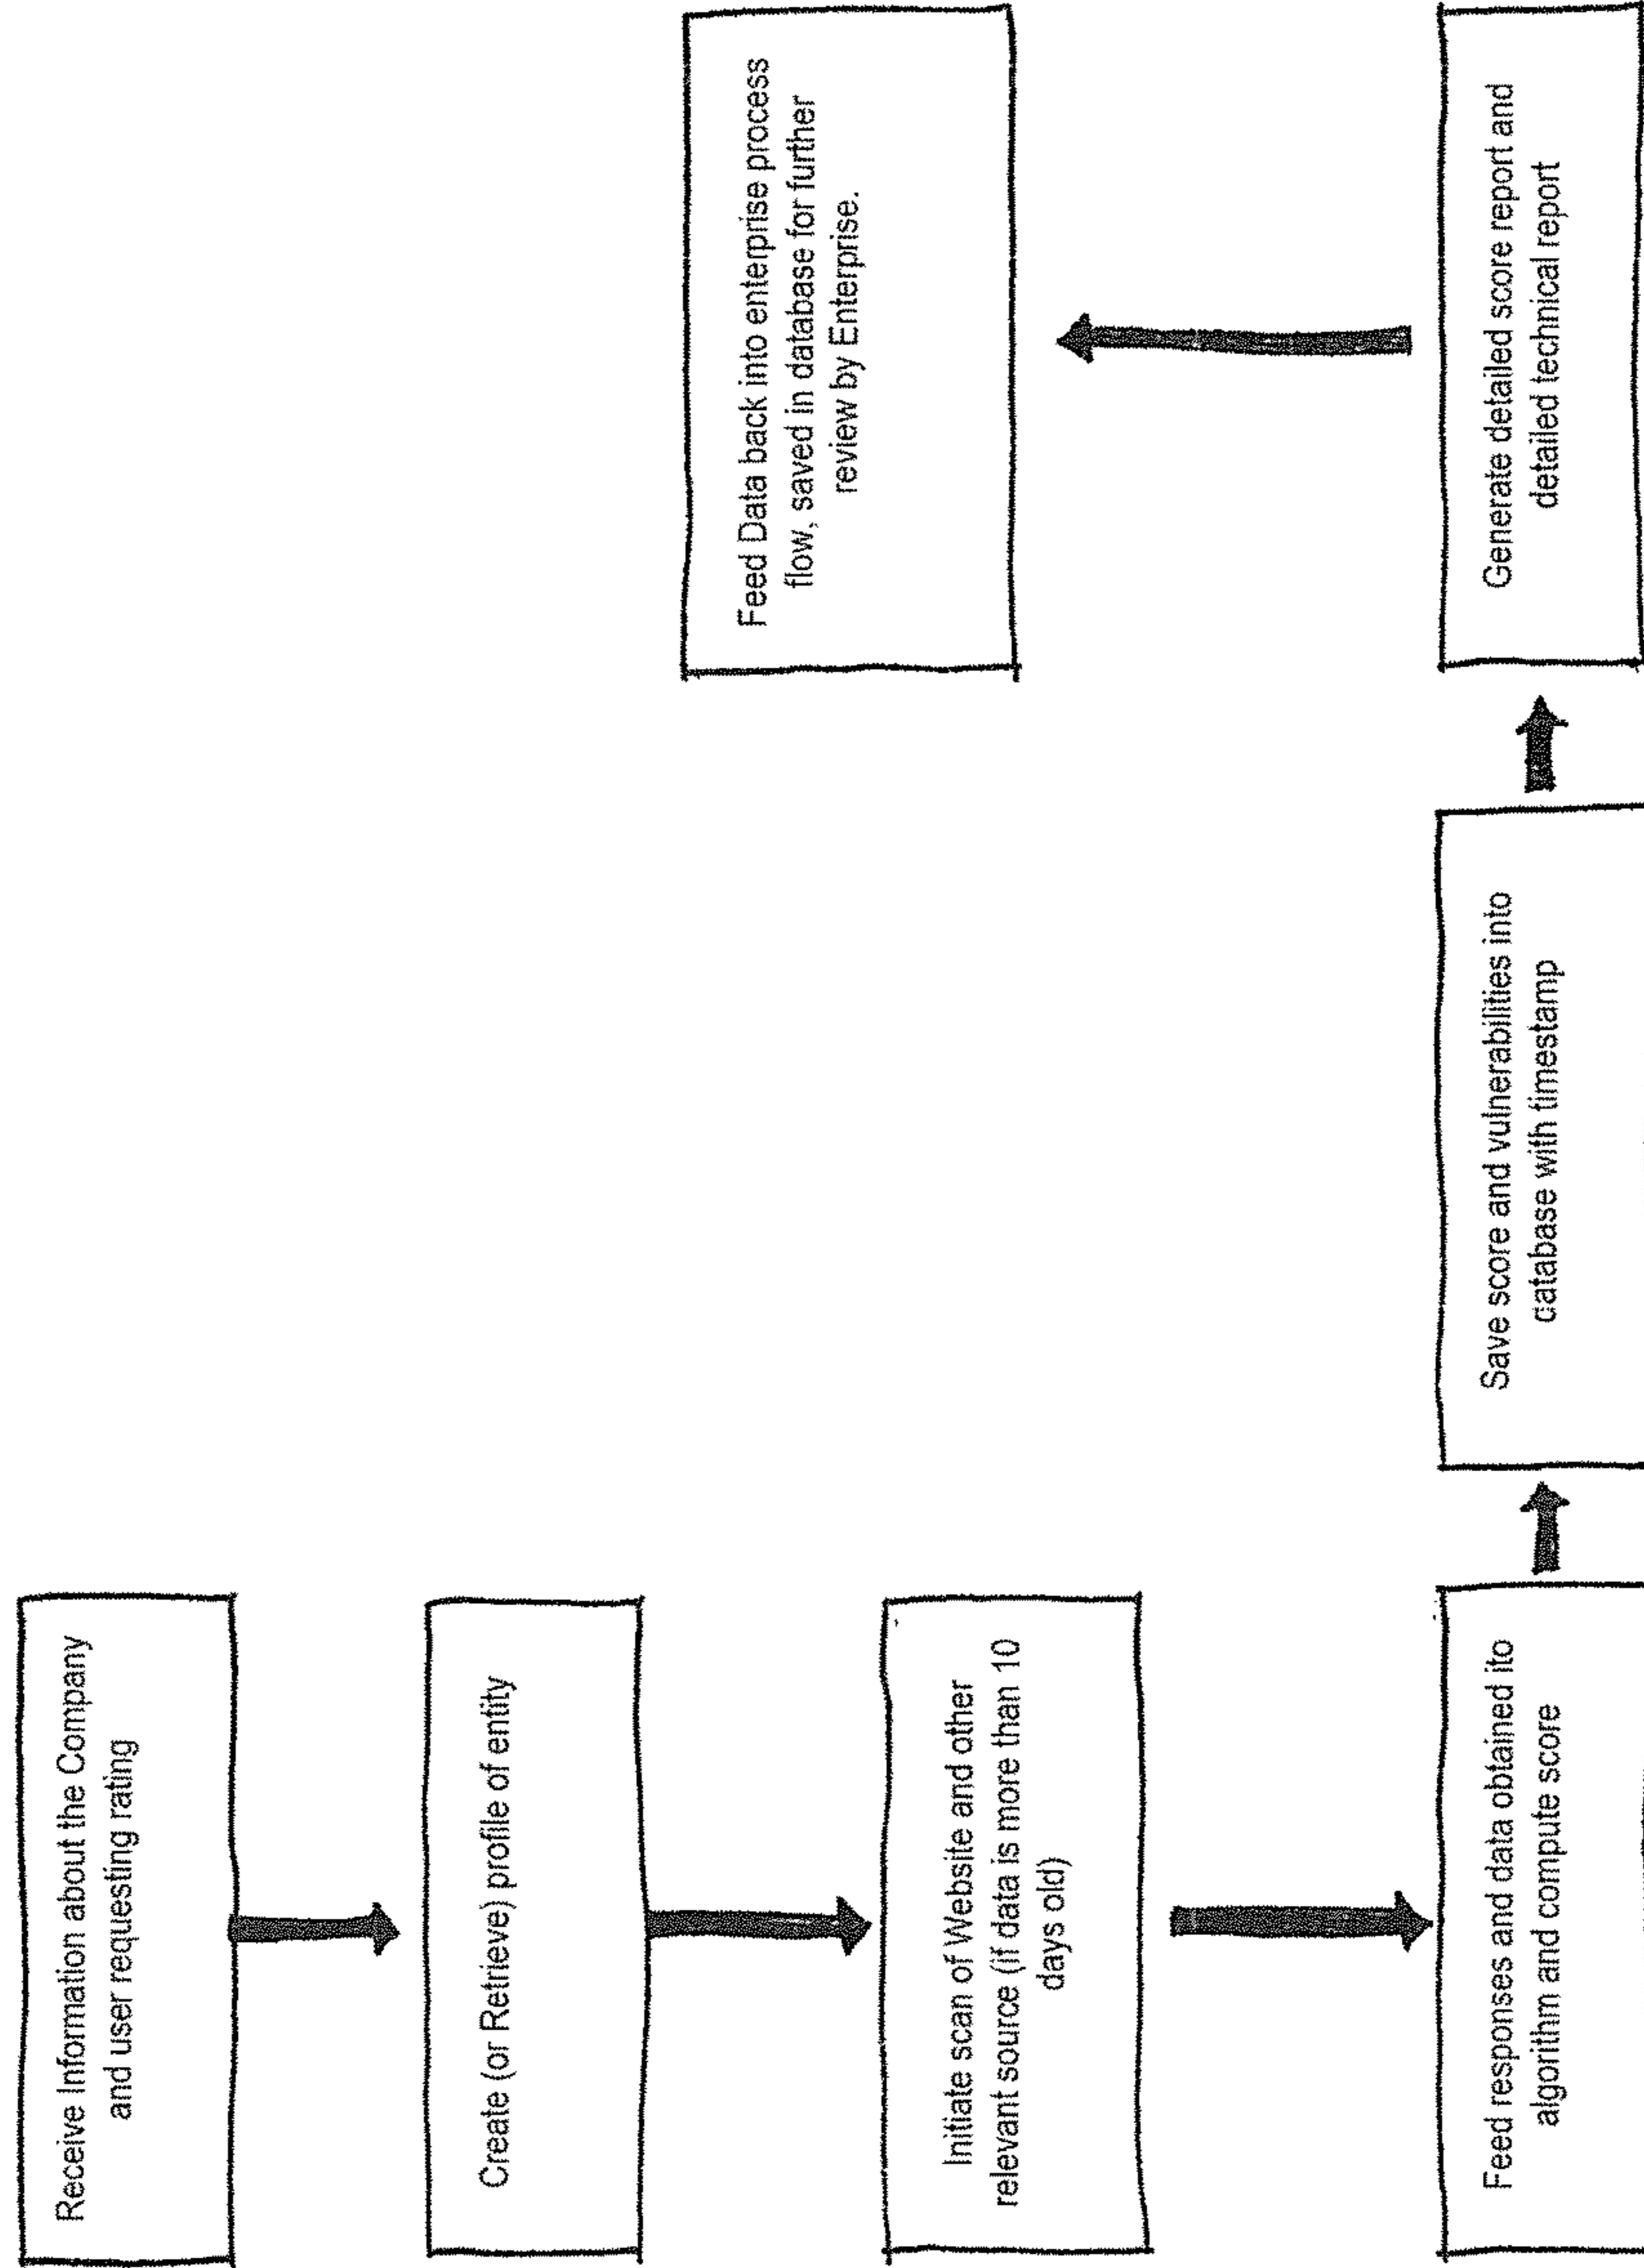 Receive Information about the Company
and user requesting rating
Create (or Retrieve) profile of entity
Initiate scan of Website and other
relevant source (if data is more than 10
days old)
Feed responses and data obtained ito
algorithm and compute score
Save score and vulnerabilities into
database with timestamp
Generate detailed score report and
detailed technical report
Feed Data back into enterprise process
flow, saved in database for further
review by Enterprise.